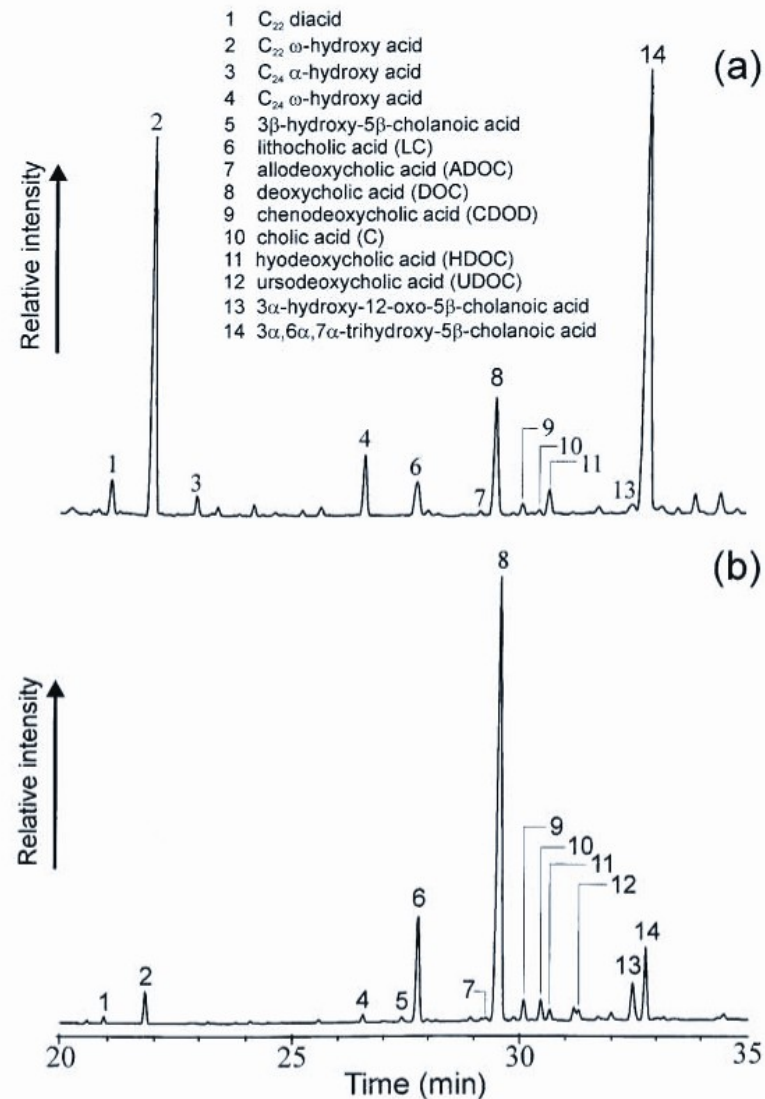 1 C₂₂ diacid
2 C₂₂ ω-hydroxy acid
3 C₂₄ α-hydroxy acid
4 C₂₄ ω-hydroxy acid
5 3β-hydroxy-5β-cholanoic acid
6 lithocholic acid (LC)
7 allodeoxycholic acid (ADOC)
8 deoxycholic acid (DOC)
9 chenodeoxycholic acid (CDOD)
10 cholic acid (C)
11 hyodeoxycholic acid (HDOC)
12 ursodeoxycholic acid (UDOC)
13 3α-hydroxy-12-oxo-5β-cholanoic acid
14 3α,6α,7α-trihydroxy-5β-cholanoic acid
(a)
Relative intensity
1
2
3
4
6
7
8
9
10
11
13
14
(b)
Relative intensity
1
2
4
5
6
7
8
9
10
11
12
13
14
20 25 30 35
Time (min)